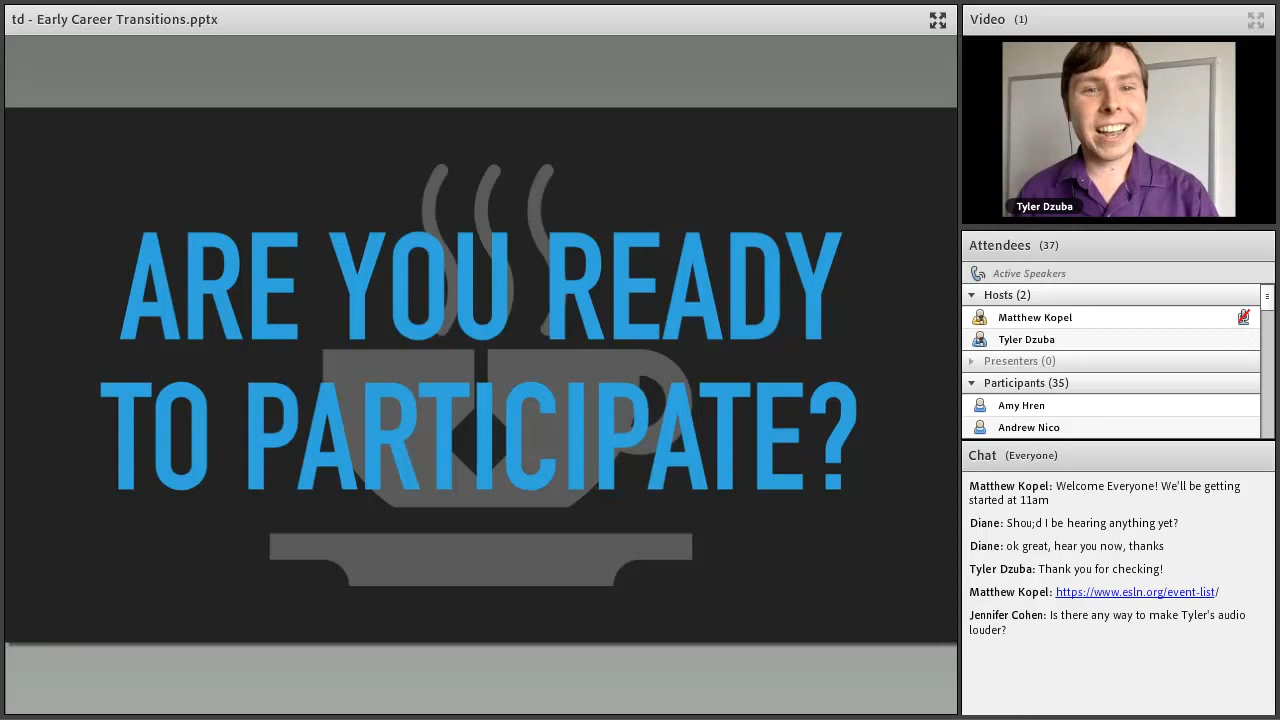 td - Early Career Transitions.pptx
ARE YOU READY
TO PARTICIPATE?
Video (1)
Tyler Dzuba
Attendees (37)
Active Speakers
Hosts (2)
Matthew Kopel
Tyler Dzuba
Presenters (0)
Participants (35)
Amy Hren
Andrew Nico
Chat (Everyone)
Matthew Kopel: Welcome Everyone! We'll be getting
started at 11am
Diane: Shou;d I be hearing anything yet?
Diane: ok great, hear you now, thanks
Tyler Dzuba: Thank you for checking!
Matthew Kopel: https://www.esln.org/event-list/
Jennifer Cohen: Is there any way to make Tyler's audio
louder?